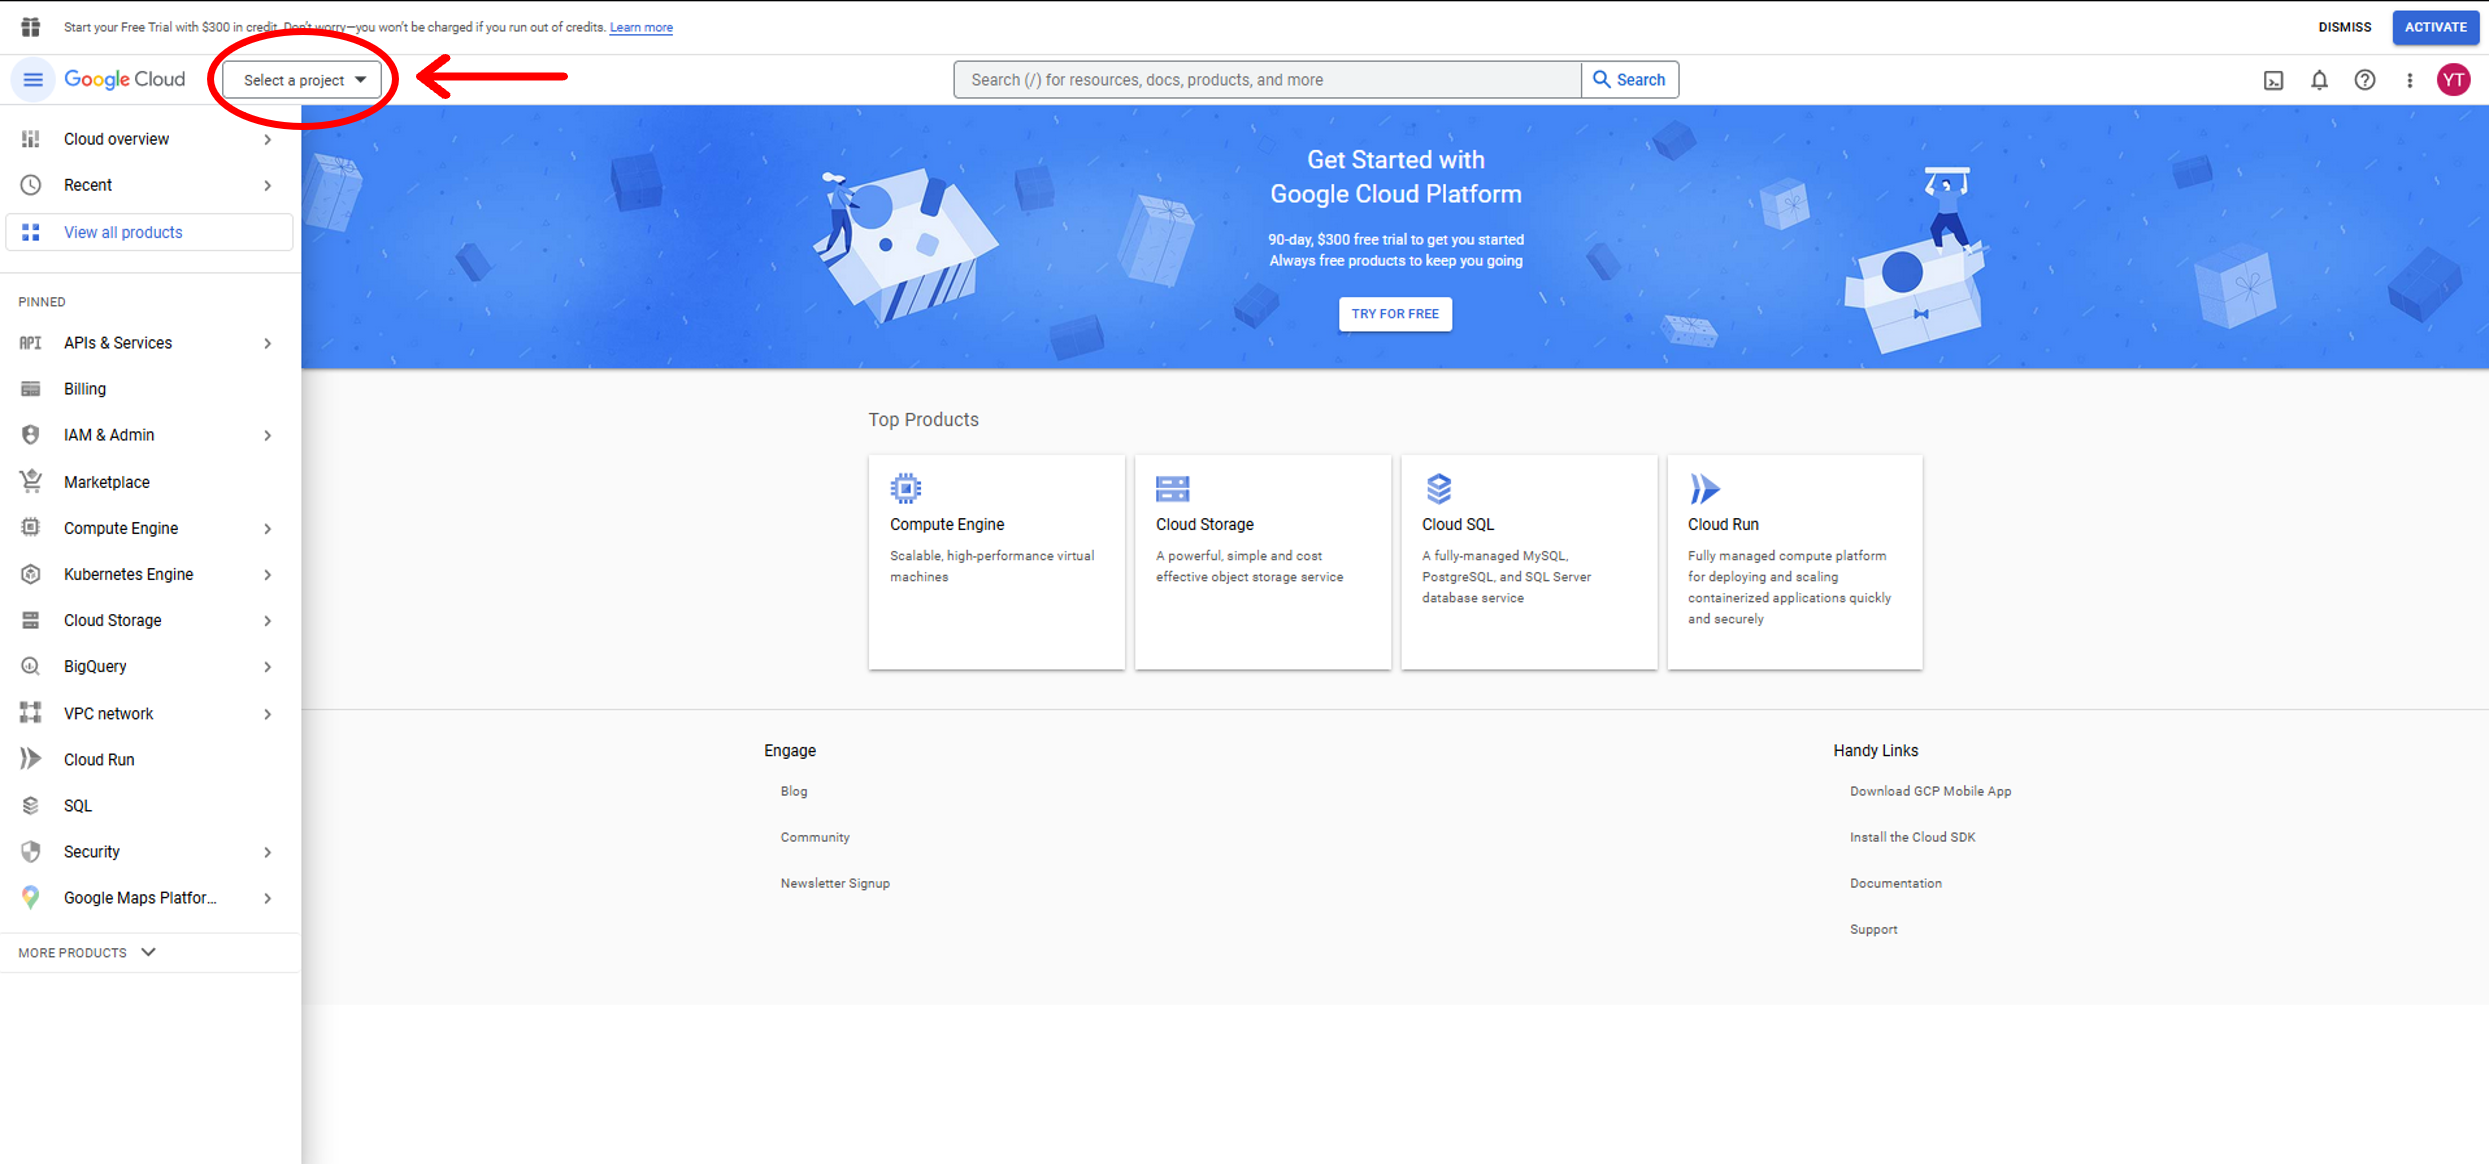 Start your Free Trial with $300 in credit. Don't worry—you won't be charged if you run out of credits. Learn more
DISMISS
ACTIVATE
Google Cloud
Select a project
Search (/) for resources, docs, products, and more
Search
YT
Cloud overview
Recent
View all products
PINNED
API
APIs & Services
Billing
IAM & Admin
Marketplace
Compute Engine
Kubernetes Engine
Cloud Storage
BigQuery
VPC network
Cloud Run
SQL
Security
Google Maps Platfor...
MORE PRODUCTS
Get Started with
Google Cloud Platform
90-day, $300 free trial to get you started
Always free products to keep you going
TRY FOR FREE
Top Products
Compute Engine
Scalable, high-performance virtual
machines
Cloud Storage
A powerful, simple and cost
effective object storage service
Cloud SQL
A fully-managed MySQL,
PostgreSQL, and SQL Server
database service
Cloud Run
Fully managed compute platform
for deploying and scaling
containerized applications quickly
and securely
Engage
Blog
Community
Newsletter Signup
Handy Links
Download GCP Mobile App
Install the Cloud SDK
Documentation
Support